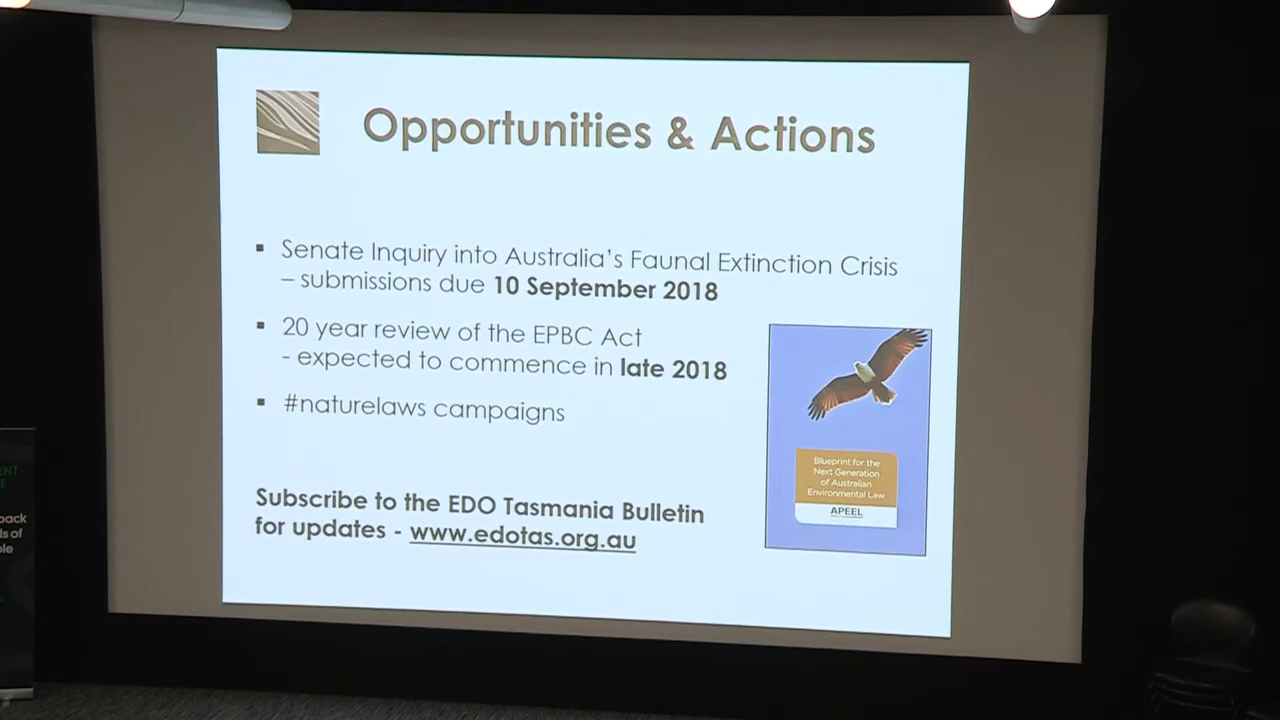 Opportunities & Actions
▪ Senate Inquiry into Australia's Faunal Extinction Crisis
– submissions due 10 September 2018
▪ 20 year review of the EPBC Act
- expected to commence in late 2018
▪ #naturelaws campaigns
Subscribe to the EDO Tasmania Bulletin
for updates - www.edotas.org.au
Blueprint for the
Next Generation
of Australian
Environmental Law
APEEL